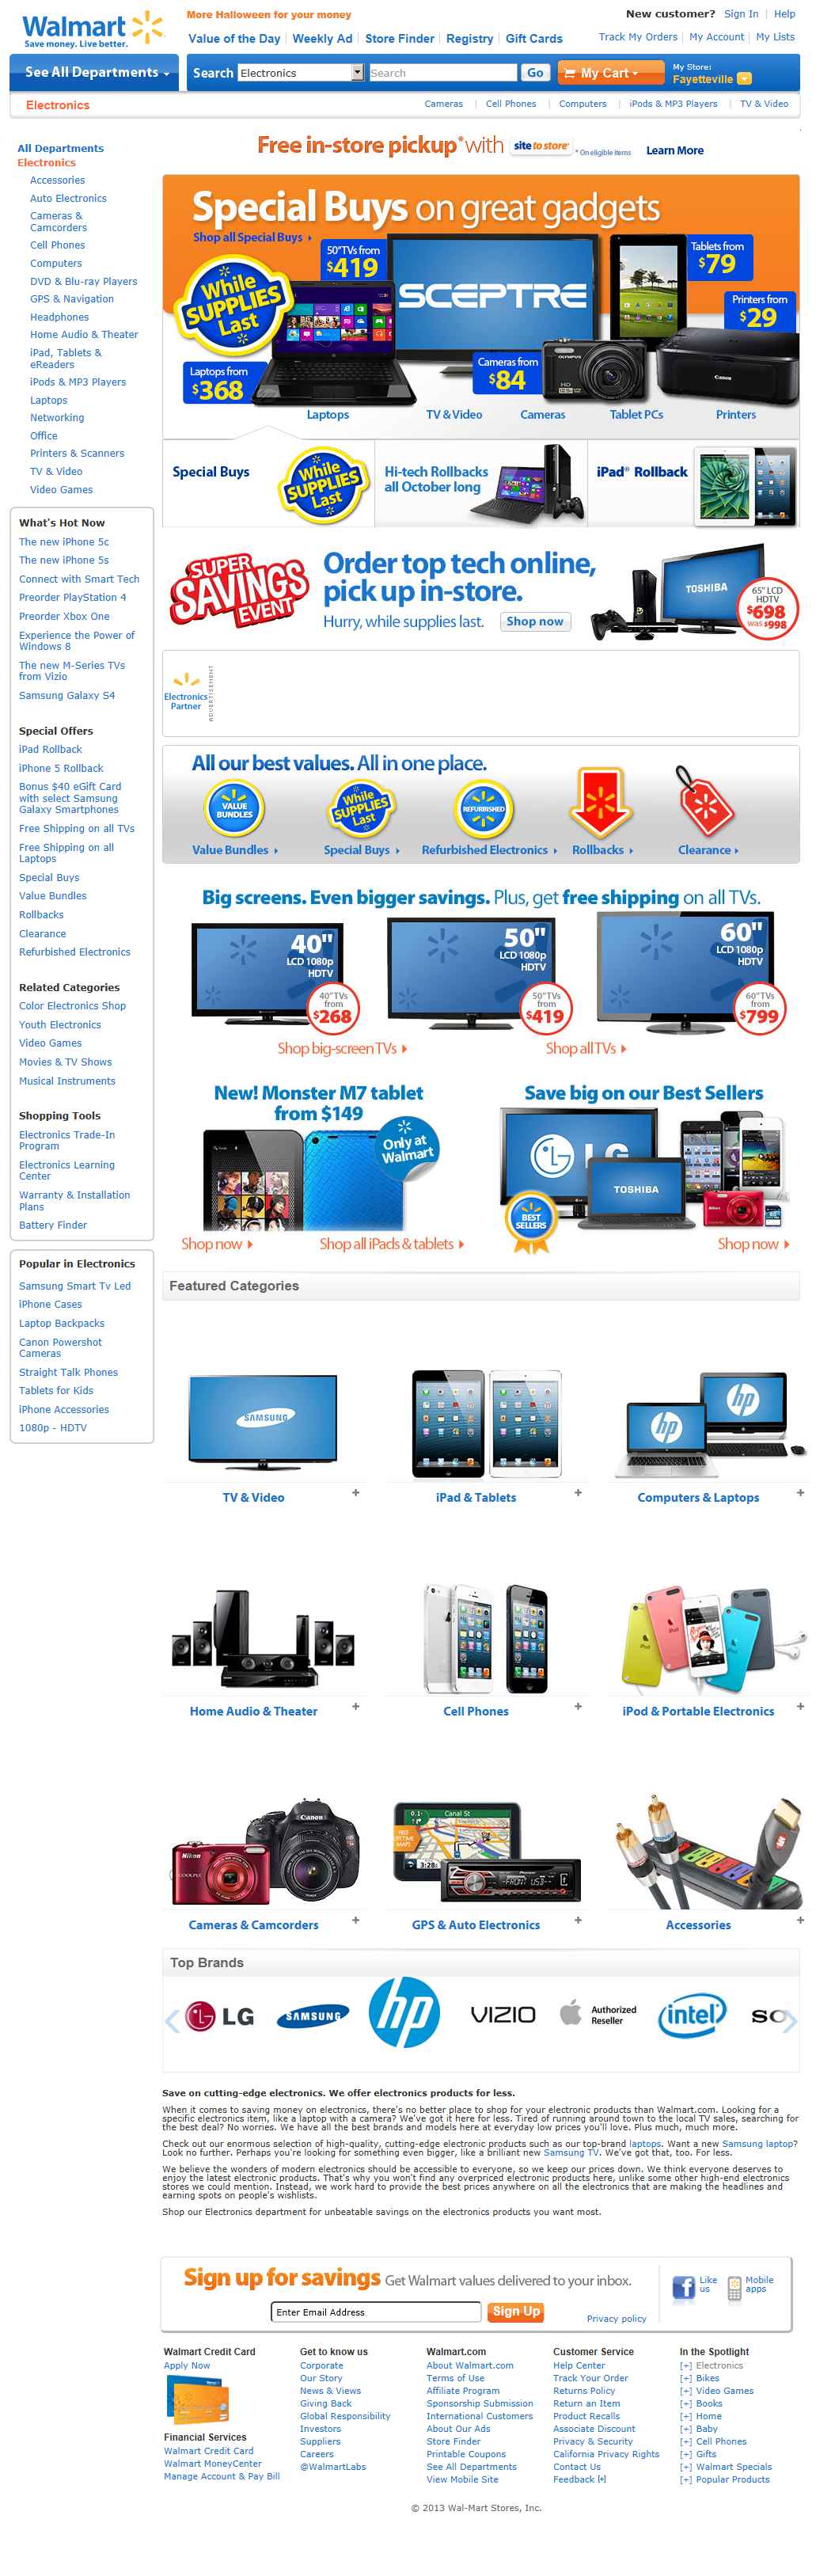 Walmart
Save money. Live better.
More Halloween for your money
New customer? Sign In | Help
Value of the Day | Weekly Ad | Store Finder | Registry | Gift Cards
Track My Orders | My Account | My Lists
See All Departments
Search Electronics Search Go
My Cart
My Store:
Fayetteville
Electronics
Cameras | Cell Phones | Computers | iPods & MP3 Players | TV & Video
All Departments
Electronics
Accessories
Auto Electronics
Cameras &
Camcorders
Cell Phones
Computers
DVD & Blu-ray Players
GPS & Navigation
Headphones
Home Audio & Theater
iPad, Tablets &
eReaders
iPods & MP3 Players
Laptops
Networking
Office
Printers & Scanners
TV & Video
Video Games
What's Hot Now
The new iPhone 5c
The new iPhone 5s
Connect with Smart Tech
Preorder PlayStation 4
Preorder Xbox One
Experience the Power of
Windows 8
The new M-Series TVs
from Vizio
Samsung Galaxy S4
Special Offers
iPad Rollback
iPhone 5 Rollback
Bonus $40 eGift Card
with select Samsung
Galaxy Smartphones
Free Shipping on all TVs
Free Shipping on all
Laptops
Special Buys
Value Bundles
Rollbacks
Clearance
Refurbished Electronics
Related Categories
Color Electronics Shop
Youth Electronics
Video Games
Movies & TV Shows
Musical Instruments
Shopping Tools
Electronics Trade-In
Program
Electronics Learning
Center
Warranty & Installation
Plans
Battery Finder
Popular in Electronics
Samsung Smart Tv Led
iPhone Cases
Laptop Backpacks
Canon Powershot
Cameras
Straight Talk Phones
Tablets for Kids
iPhone Accessories
1080p - HDTV
Free in-store pickup* with site to store * On eligible items Learn More
Special Buys on great gadgets
Shop all Special Buys
While SUPPLIES Last
50" TVs from
$419
SCEPTRE
Tablets from
$79
Printers from
$29
Laptops from
$368
Cameras from
$84
OLYMPUS
Canon
Laptops
TV & Video
Cameras
Tablet PCs
Printers
Special Buys
While SUPPLIES Last
Hi-tech Rollbacks
all October long
iPad® Rollback
SUPER SAVINGS EVENT
Order top tech online,
pick up in-store.
Hurry, while supplies last. Shop now
TOSHIBA
65" LCD
HDTV
$698
was $998
Electronics
Partner
ADVERTISEMENT
All our best values. All in one place.
VALUE BUNDLES
While SUPPLIES Last
REFURBISHED
Value Bundles
Special Buys
Refurbished Electronics
Rollbacks
Clearance
Big screens. Even bigger savings. Plus, get free shipping on all TVs.
40"
LCD 1080p
HDTV
40" TVs
from
$268
50"
LCD 1080p
HDTV
50" TVs
from
$419
60"
LCD 1080p
HDTV
60" TVs
from
$799
Shop big-screen TVs
Shop all TVs
New! Monster M7 tablet
from $149
Only at
Walmart
Shop now
Shop all iPads & tablets
Save big on our Best Sellers
LG
TOSHIBA
Nikon
BEST
SELLERS
Shop now
Featured Categories
SAMSUNG
hp
hp
TV & Video +
iPad & Tablets +
Computers & Laptops +
Home Audio & Theater +
Cell Phones +
iPod & Portable Electronics +
Nikon
COOLPIX
Canon
Canal St
FREE
LIFETIME
MAPS
3:28
Cameras & Camcorders +
GPS & Auto Electronics +
Accessories +
Top Brands
LG
SAMSUNG
hp
VIZIO
Authorized
Reseller
intel
SO
Save on cutting-edge electronics. We offer electronics products for less.
When it comes to saving money on electronics, there's no better place to shop for your electronic products than Walmart.com. Looking for a
specific electronics item, like a laptop with a camera? We've got it here for less. Tired of running around town to the local TV sales, searching for
the best deal? No worries. We have all the best brands and models here at everyday low prices you'll love. Plus much, much more.
Check out our enormous selection of high-quality, cutting-edge electronic products such as our top-brand laptops. Want a new Samsung laptop?
Look no further. Perhaps you're looking for something even bigger, like a brilliant new Samsung TV. We've got that, too. For less.
We believe the wonders of modern electronics should be accessible to everyone, so we keep our prices down. We think everyone deserves to
enjoy the latest electronic products. That's why you won't find any overpriced electronic products here, unlike some other high-end electronics
stores we could mention. Instead, we work hard to provide the best prices anywhere on all the electronics that are making the headlines and
earning spots on people's wishlists.
Shop our Electronics department for unbeatable savings on the electronics products you want most.
Sign up for savings Get Walmart values delivered to your inbox.
Enter Email Address Sign Up
Privacy policy
Like
us
Mobile
apps
Walmart Credit Card
Apply Now
Financial Services
Walmart Credit Card
Walmart MoneyCenter
Manage Account & Pay Bill
Get to know us
Corporate
Our Story
News & Views
Giving Back
Global Responsibility
Investors
Suppliers
Careers
@WalmartLabs
Walmart.com
About Walmart.com
Terms of Use
Affiliate Program
Sponsorship Submission
International Customers
About Our Ads
Store Finder
Printable Coupons
See All Departments
View Mobile Site
Customer Service
Help Center
Track Your Order
Returns Policy
Return an Item
Product Recalls
Associate Discount
Privacy & Security
California Privacy Rights
Contact Us
Feedback [+]
In the Spotlight
[+] Electronics
[+] Bikes
[+] Video Games
[+] Books
[+] Home
[+] Baby
[+] Cell Phones
[+] Gifts
[+] Walmart Specials
[+] Popular Products
© 2013 Wal-Mart Stores, Inc.